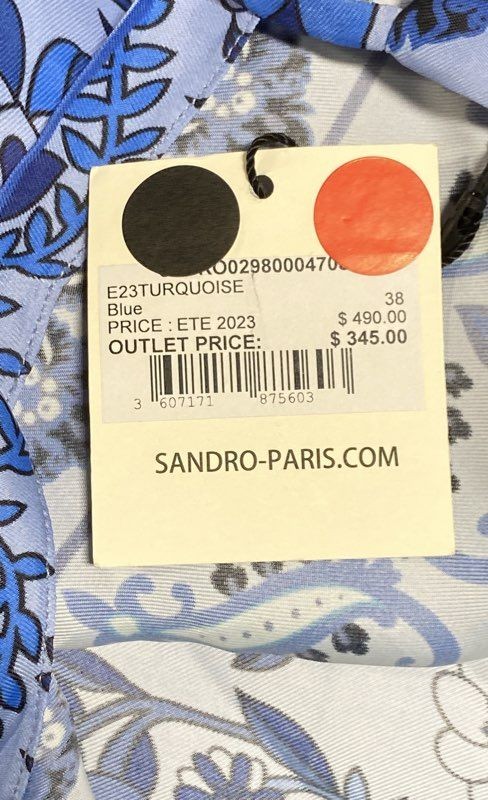 E23TURQUOISE
Blue 38
PRICE : ETE 2023 $ 490.00
OUTLET PRICE: $ 345.00
3 607171 875603
SANDRO-PARIS.COM